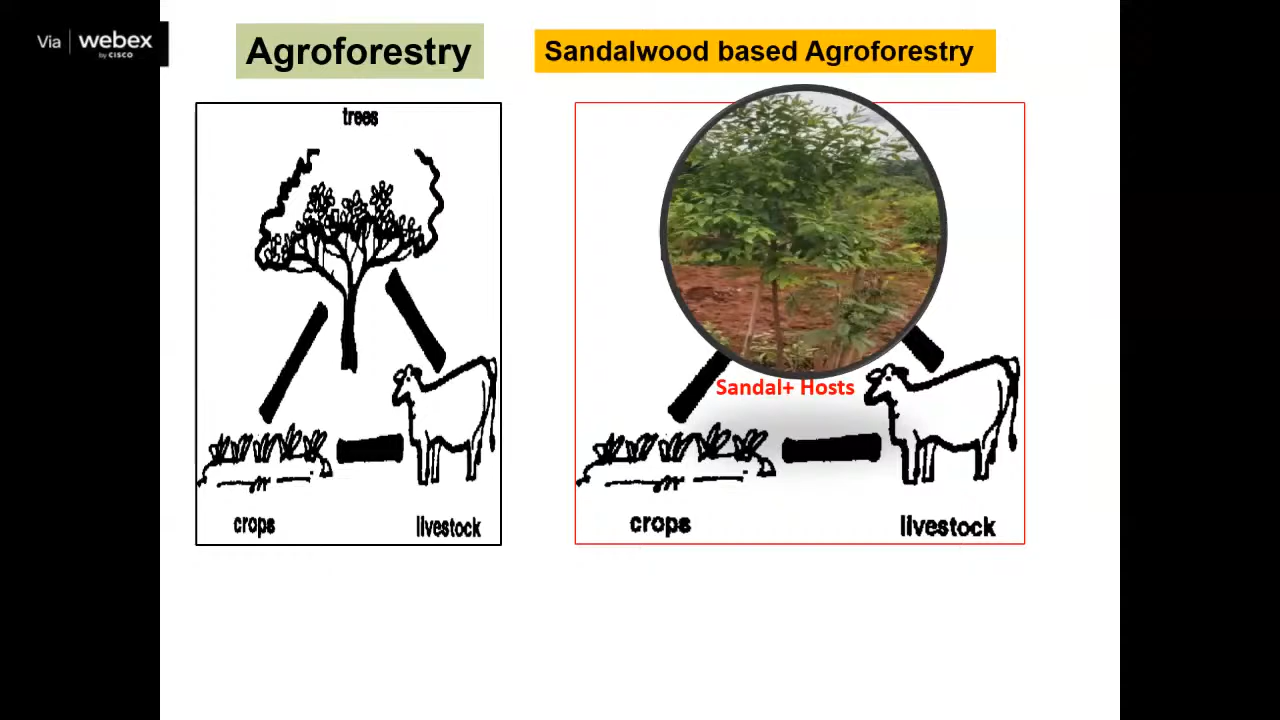 Via webex
by CISCO
Agroforestry
Sandalwood based Agroforestry
trees
crops
livestock
Sandal+ Hosts
crops
livestock